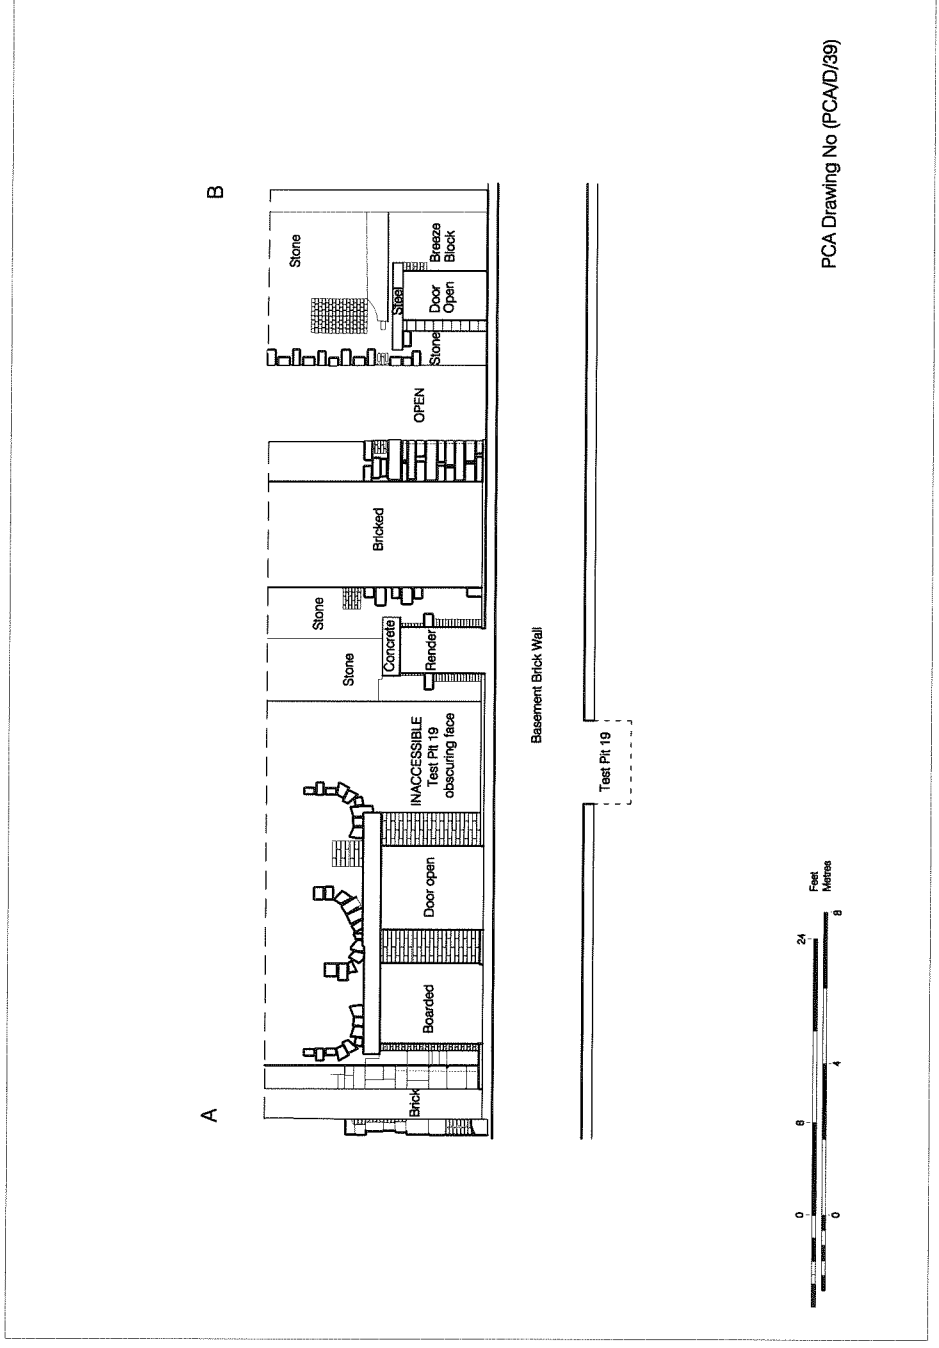 A
B
Brick
Boarded
Door open
INACCESSIBLE
Test Pit 19
obscuring face
Stone
Concrete
Render
Stone
Bricked
OPEN
Stone
Steel
Door
Open
Breeze
Block
Stone
Basement Brick Wall
Test Pit 19
0 8 24 Feet
0 4 8 Metres
PCA Drawing No (PCA/D/39)